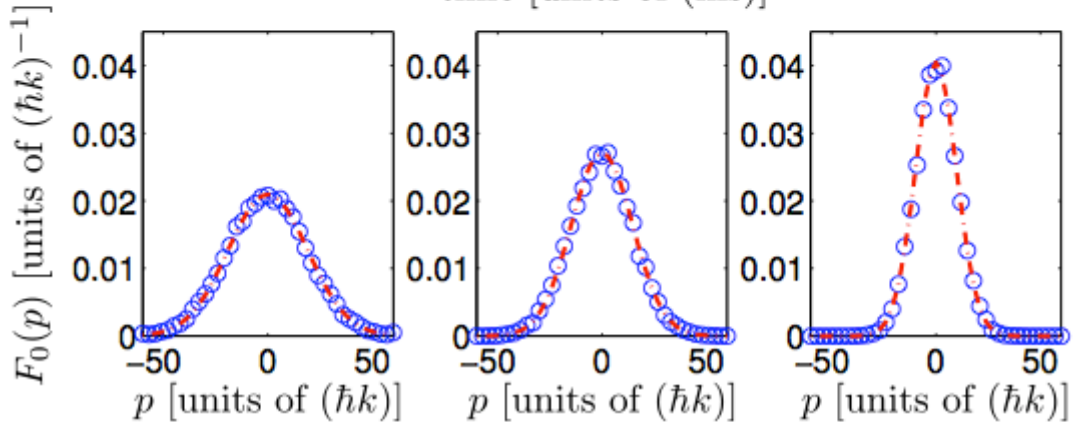 0.04 0.04 0.04
0.03 0.03 0.03
0.02 0.02 0.02
0.01 0.01 0.01
0 0 0
−50 0 50 −50 0 50 −50 0 50
p [units of (ħk)] p [units of (ħk)] p [units of (ħk)]
F₀(p) [units of (ħk)⁻¹]